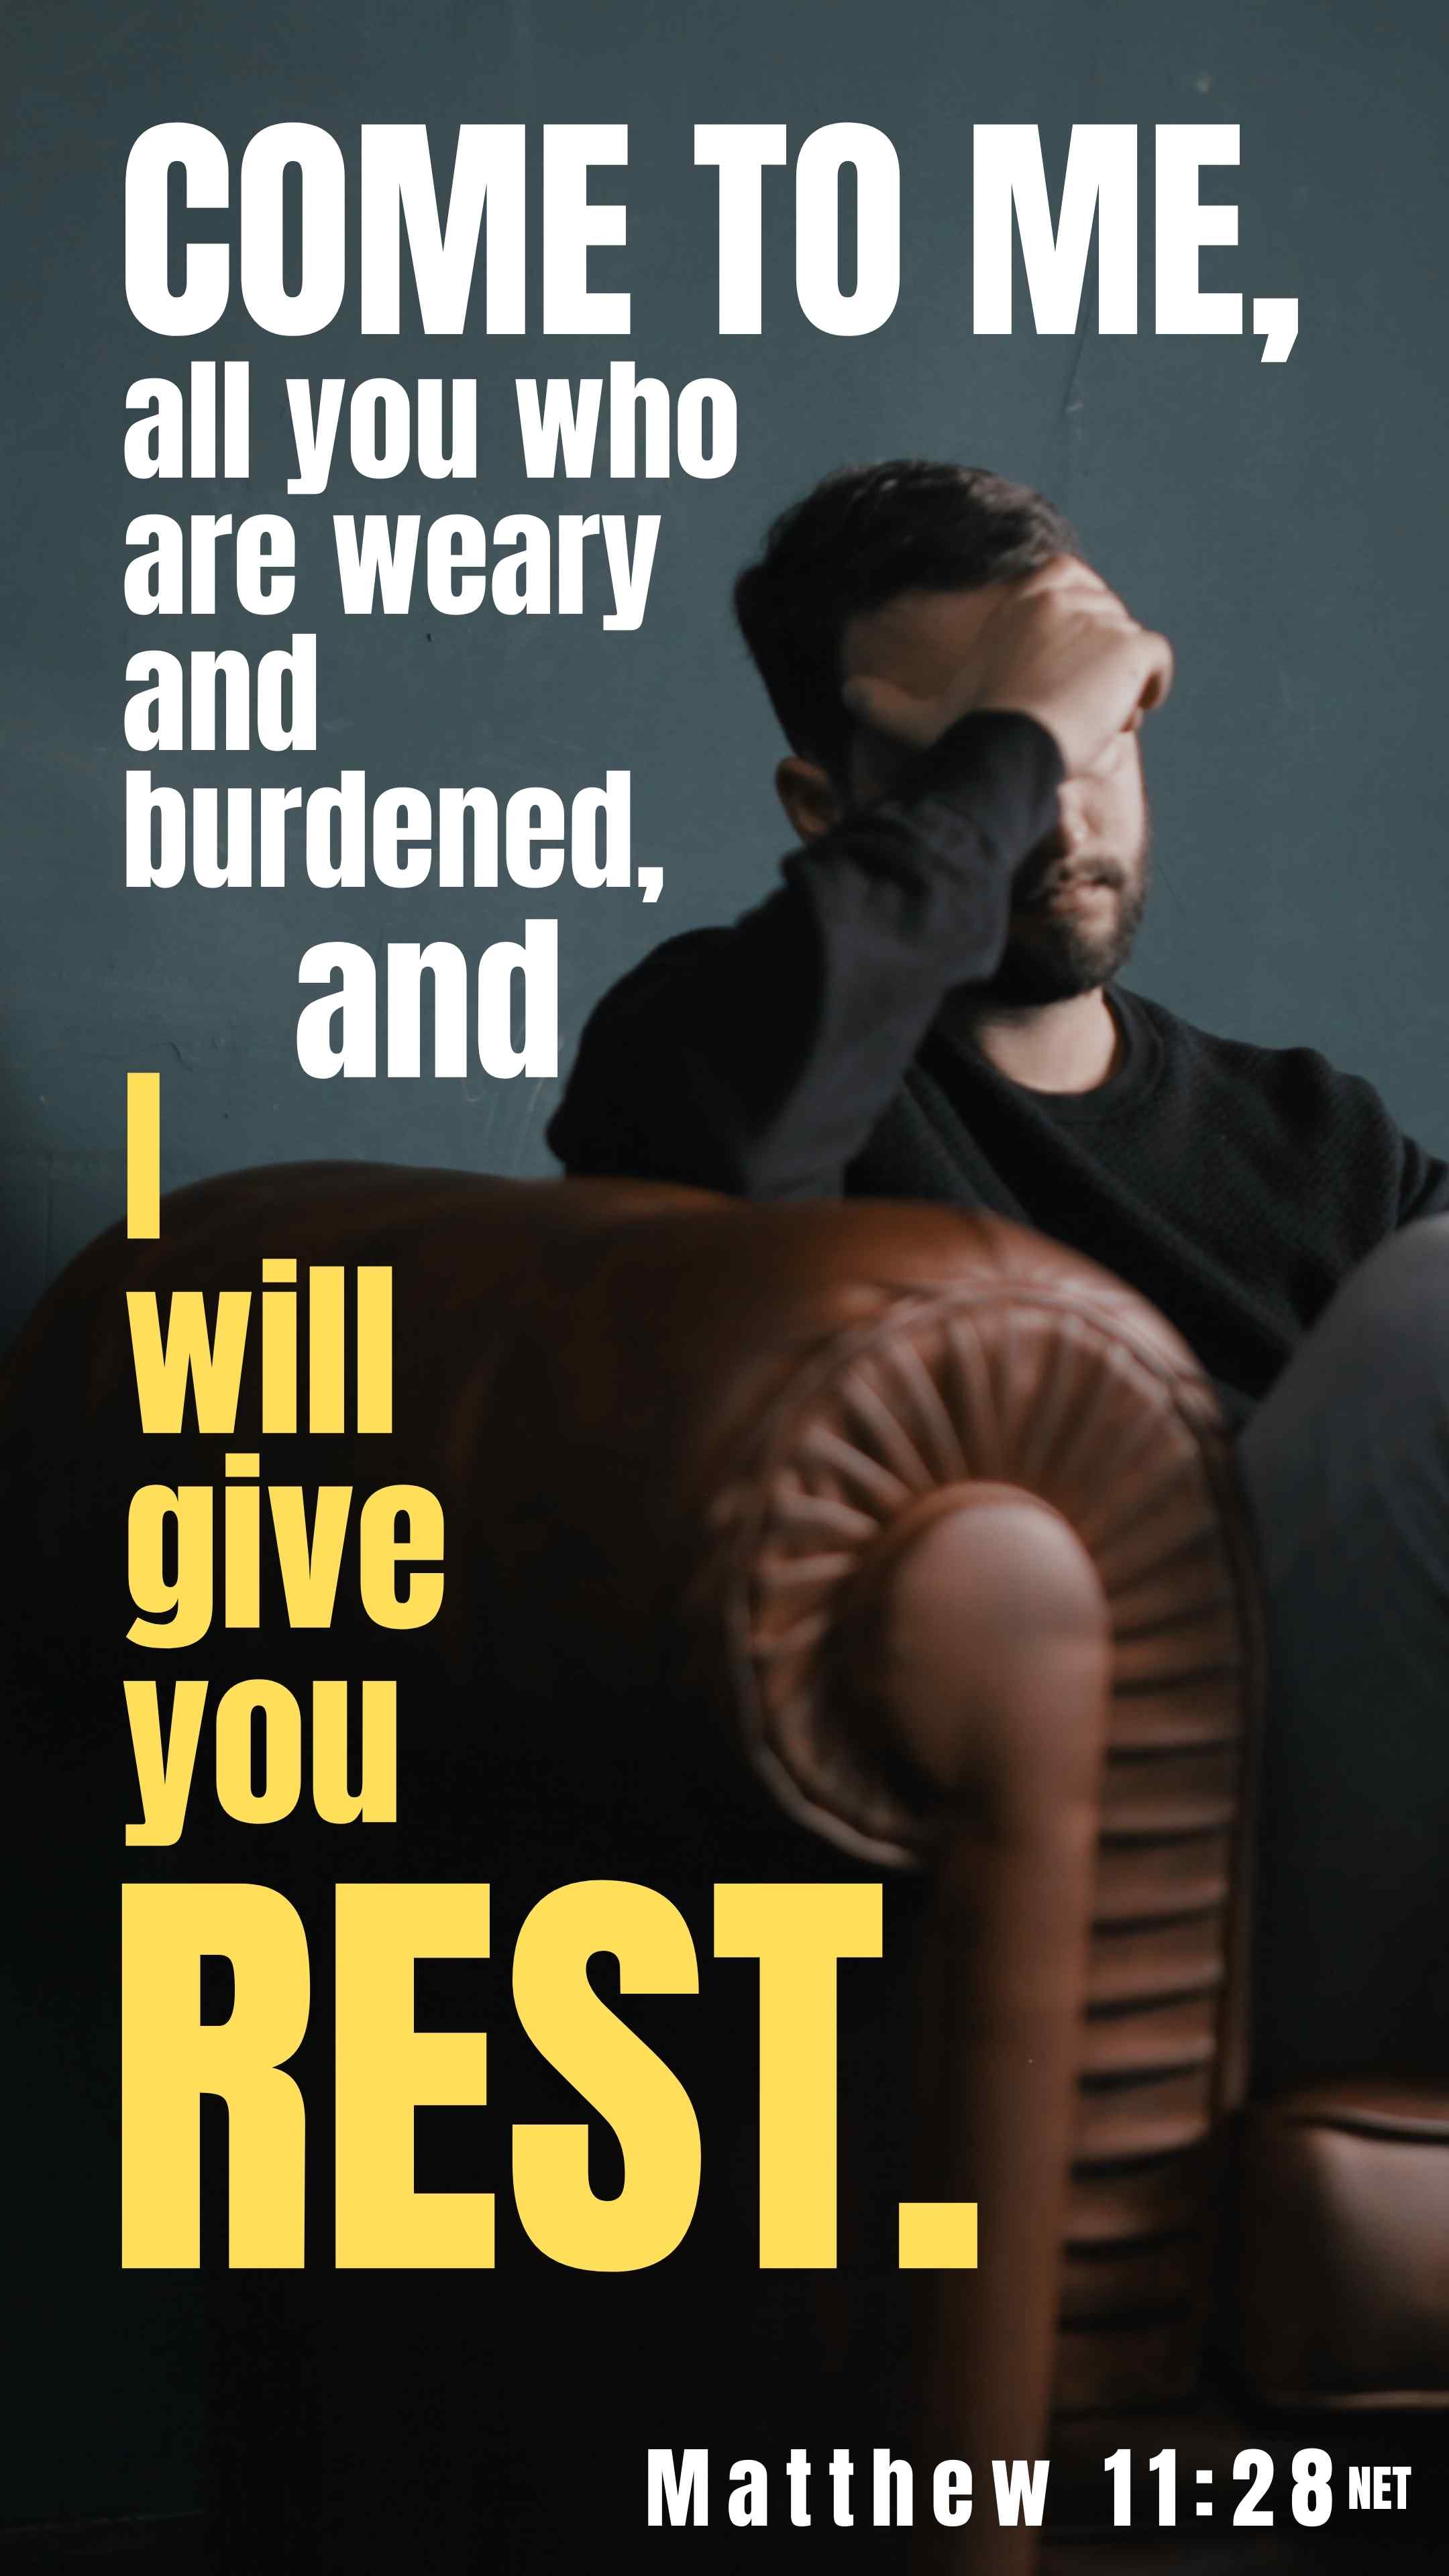 COME TO ME,
all you who
are weary
and
burdened,
and
I
will
give
you
REST.
Matthew 11:28 NET